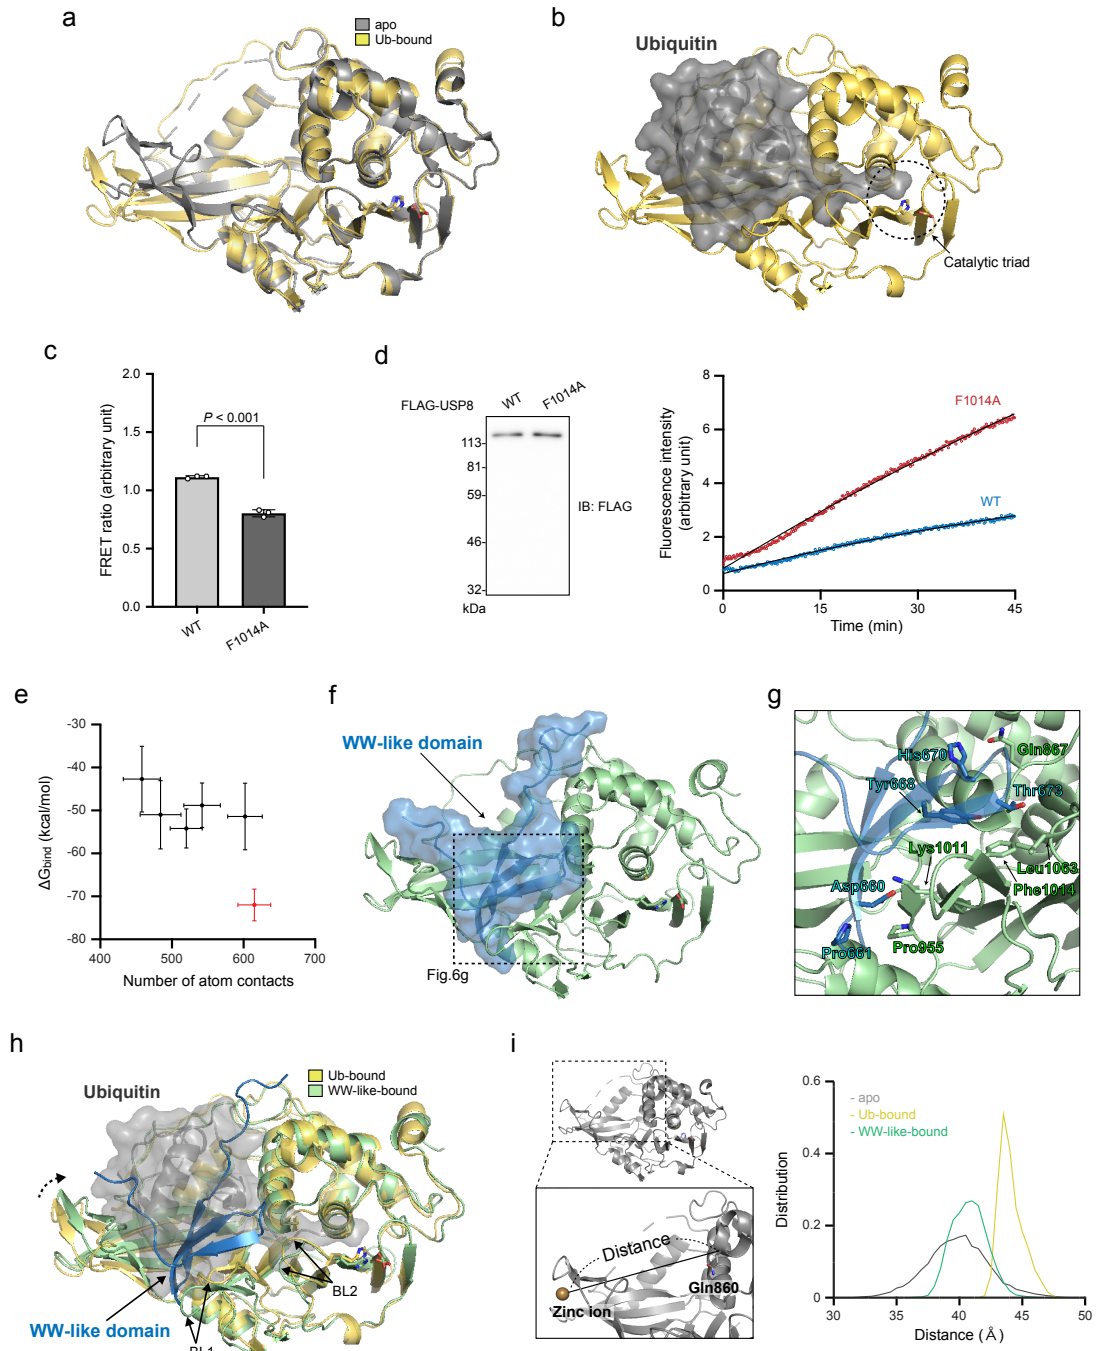 a
apo
Ub-bound
b
Ubiquitin
Catalytic triad
c
FRET ratio (arbitrary unit)
2.0
1.5
1.0
0.5
0.0
P < 0.001
WT
F1014A
d
FLAG-USP8
WT
F1014A
113
81
59
46
32
kDa
IB: FLAG
Fluorescence intensity
(arbitrary unit)
8
6
4
2
0
F1014A
WT
0
15
30
45
Time (min)
e
ΔGbind (kcal/mol)
-30
-40
-50
-60
-70
-80
400
500
600
700
Number of atom contacts
f
WW-like domain
Fig.6g
g
His670
Gln867
Tyr668
Thr673
Lys1011
Leu1063
Asp660
Phe1014
Pro661
Pro955
h
Ubiquitin
Ub-bound
WW-like-bound
BL2
WW-like domain
BL1
i
Distance
Gln860
Zinc ion
Distribution
0.6
0.4
0.2
0
- apo
- Ub-bound
- WW-like-bound
30
35
40
45
50
Distance (Å)